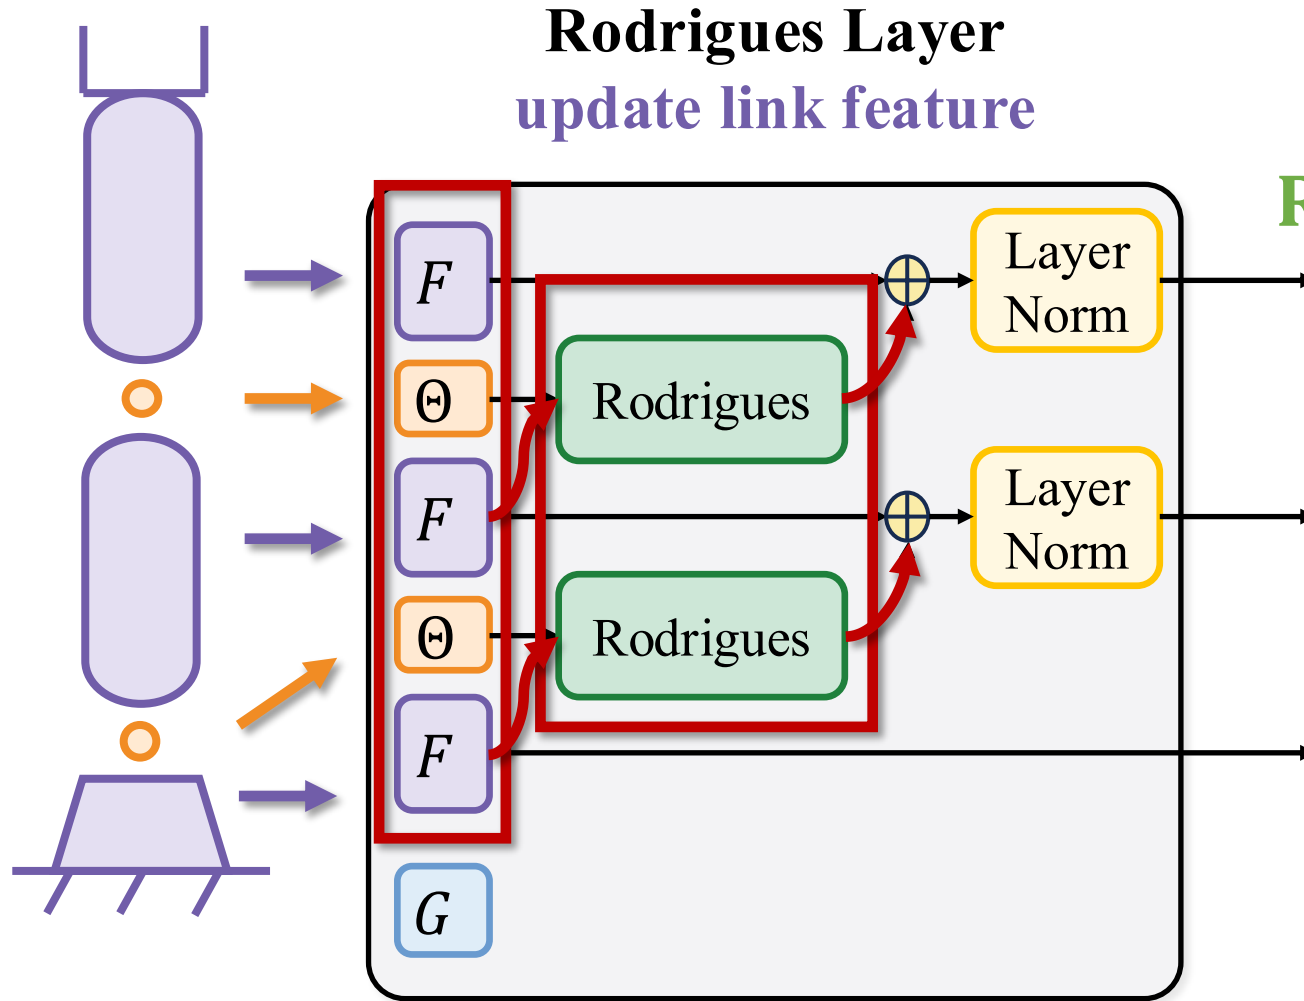 Rodrigues Layer
update link feature
R
F
Layer
Norm
Θ
Rodrigues
F
Layer
Norm
Θ
Rodrigues
F
G